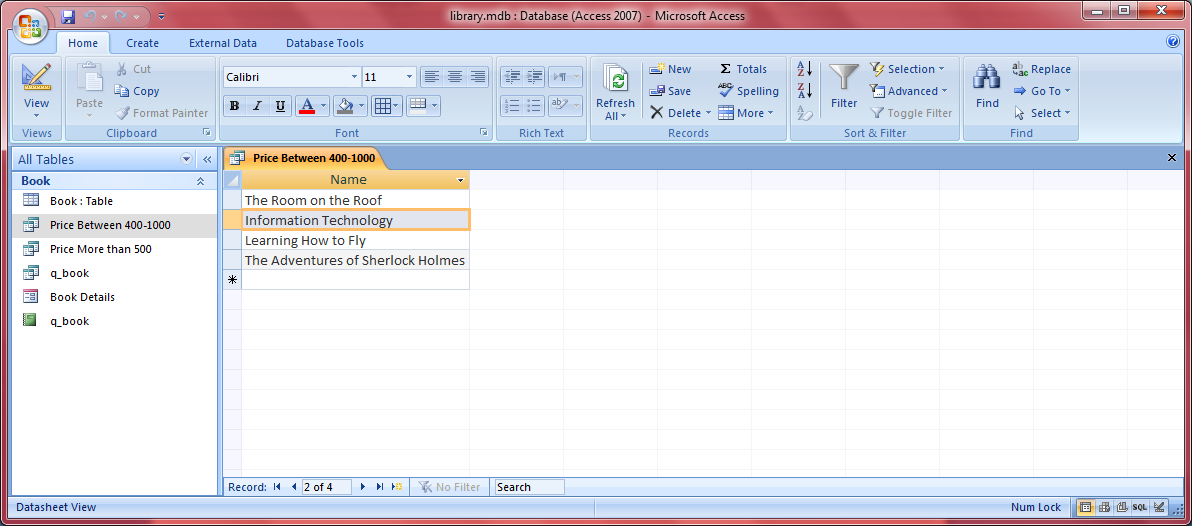 library.mdb : Database (Access 2007) - Microsoft Access
Home Create External Data Database Tools
View
Views
Paste
Cut
Copy
Format Painter
Clipboard
Calibri 11
B I U A
Font
ab
Rich Text
Refresh All
New
Save
Delete
Σ Totals
ABC Spelling
More
Records
A Z
Z A
Filter
Selection
Advanced
Toggle Filter
Sort & Filter
Find
ab ac Replace
Go To
Select
Find
All Tables
Book
Book : Table
Price Between 400-1000
Price More than 500
q_book
Book Details
q_book
Price Between 400-1000
Name
The Room on the Roof
Information Technology
Learning How to Fly
The Adventures of Sherlock Holmes
Record: 2 of 4 No Filter Search
Datasheet View Num Lock SQL